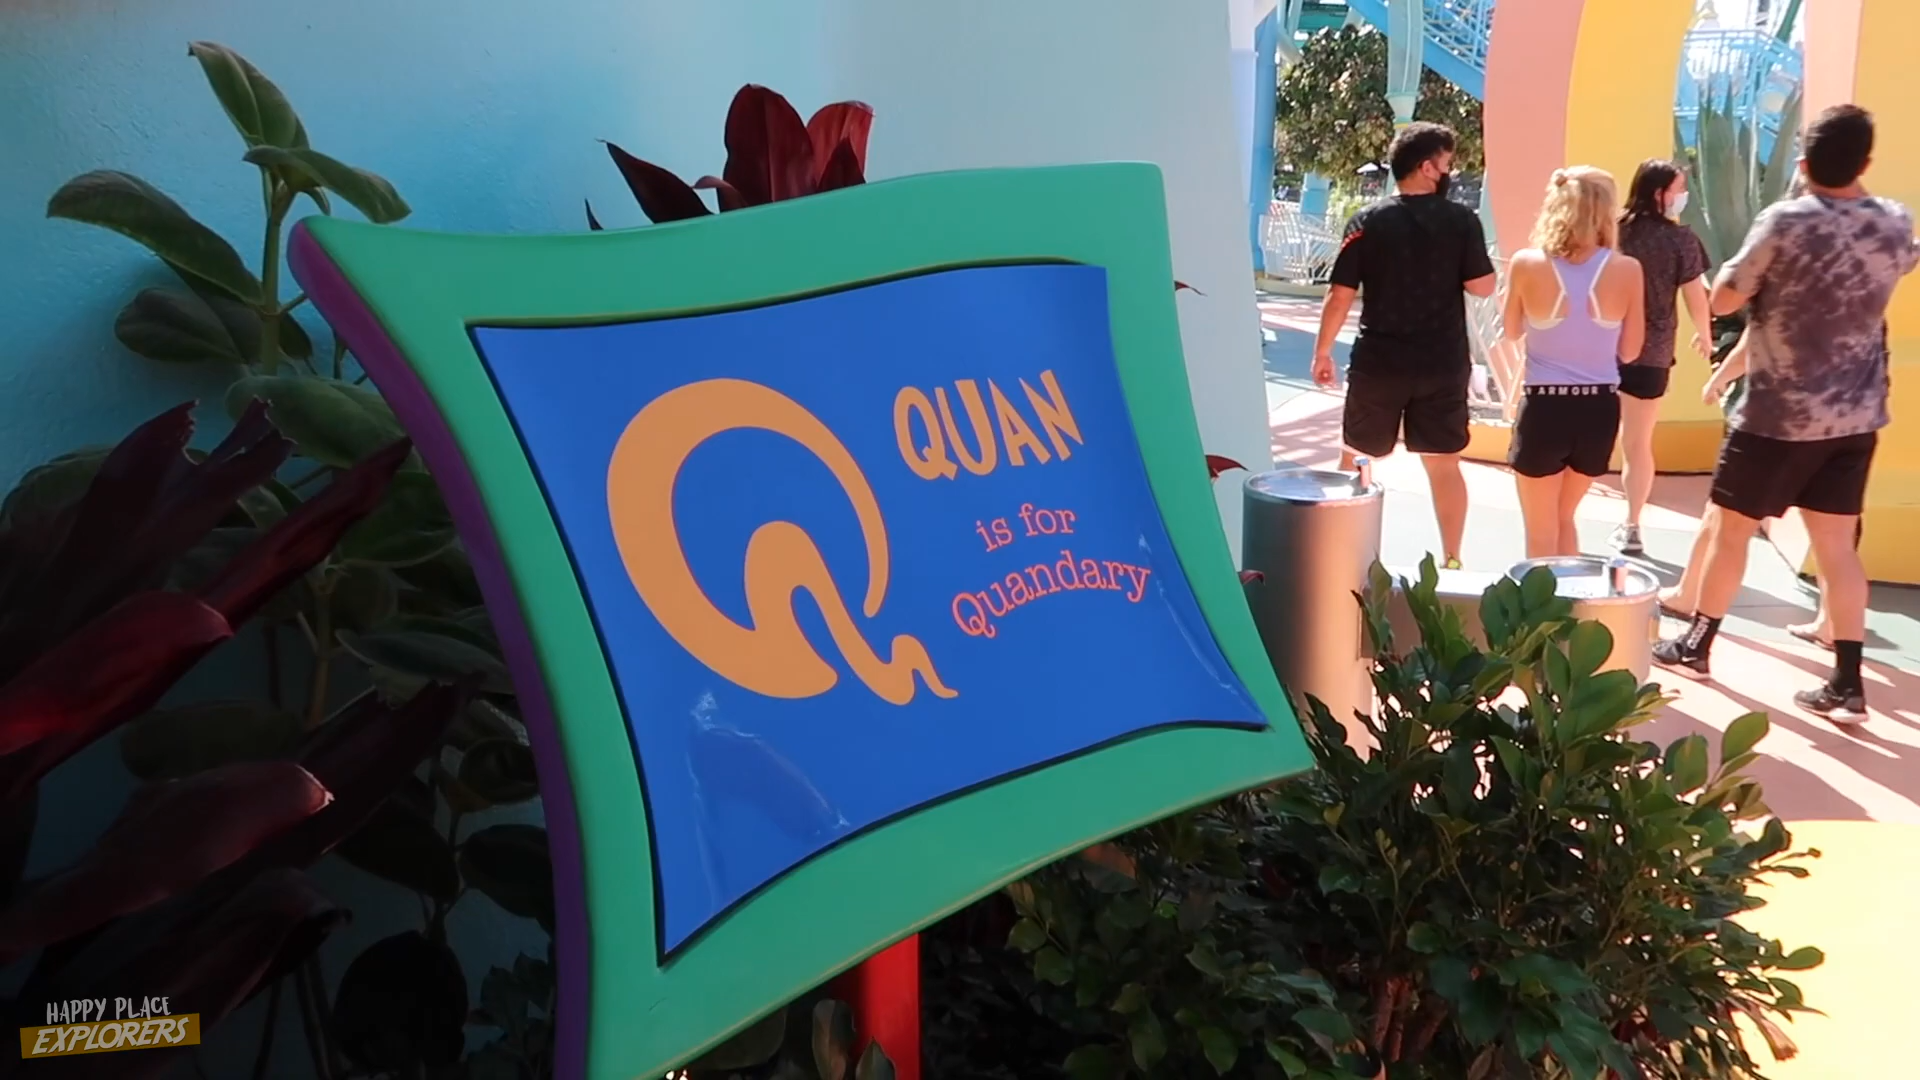 QUAN
is for
Quandary
ARMOUR
HAPPY PLACE
EXPLORERS